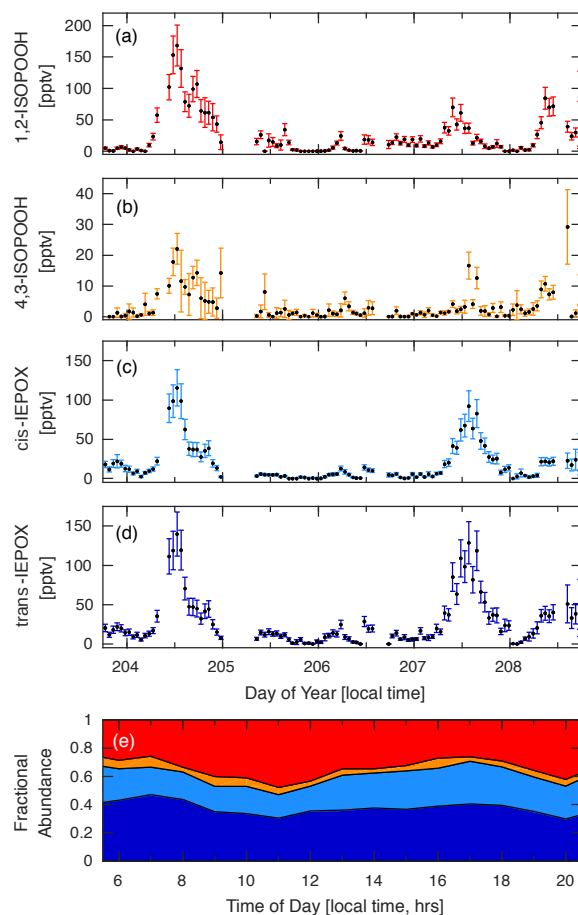 200
150
100
50
0
1,2-ISOPOOH
[pptv]
(a)
40
30
20
10
0
4,3-ISOPOOH
[pptv]
(b)
150
100
50
0
cis-IEPOX
[pptv]
(c)
150
100
50
0
trans-IEPOX
[pptv]
(d)
204 205 206 207 208
Day of Year [local time]
1
0.8
0.6
0.4
0.2
0
Fractional
Abundance
(e)
6 8 10 12 14 16 18 20
Time of Day [local time, hrs]